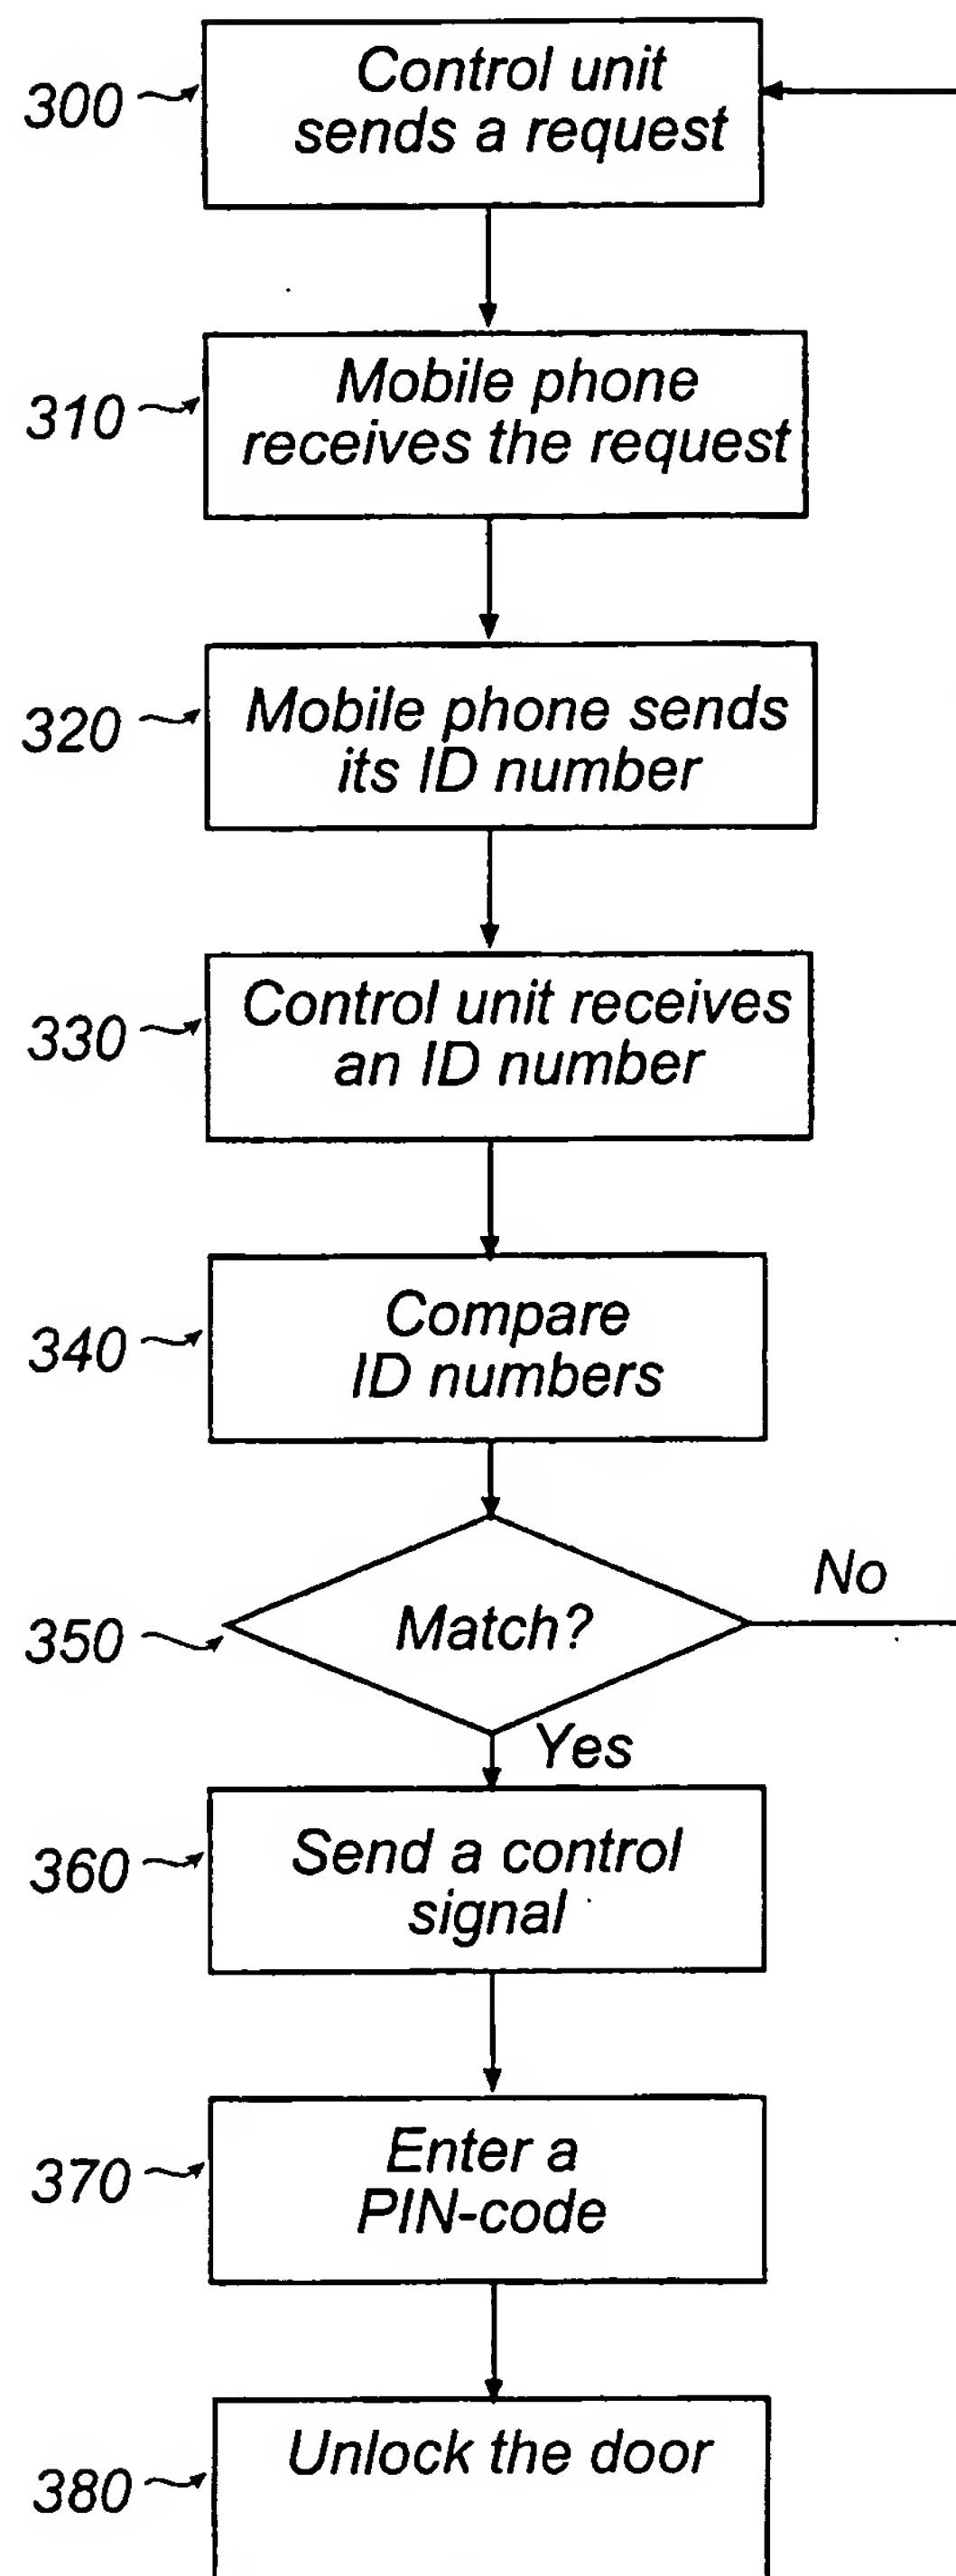 300
Control unit
sends a request
310
Mobile phone
receives the request
320
Mobile phone sends
its ID number
330
Control unit receives
an ID number
340
Compare
ID numbers
350
Match?
No
Yes
360
Send a control
signal
370
Enter a
PIN-code
380
Unlock the door